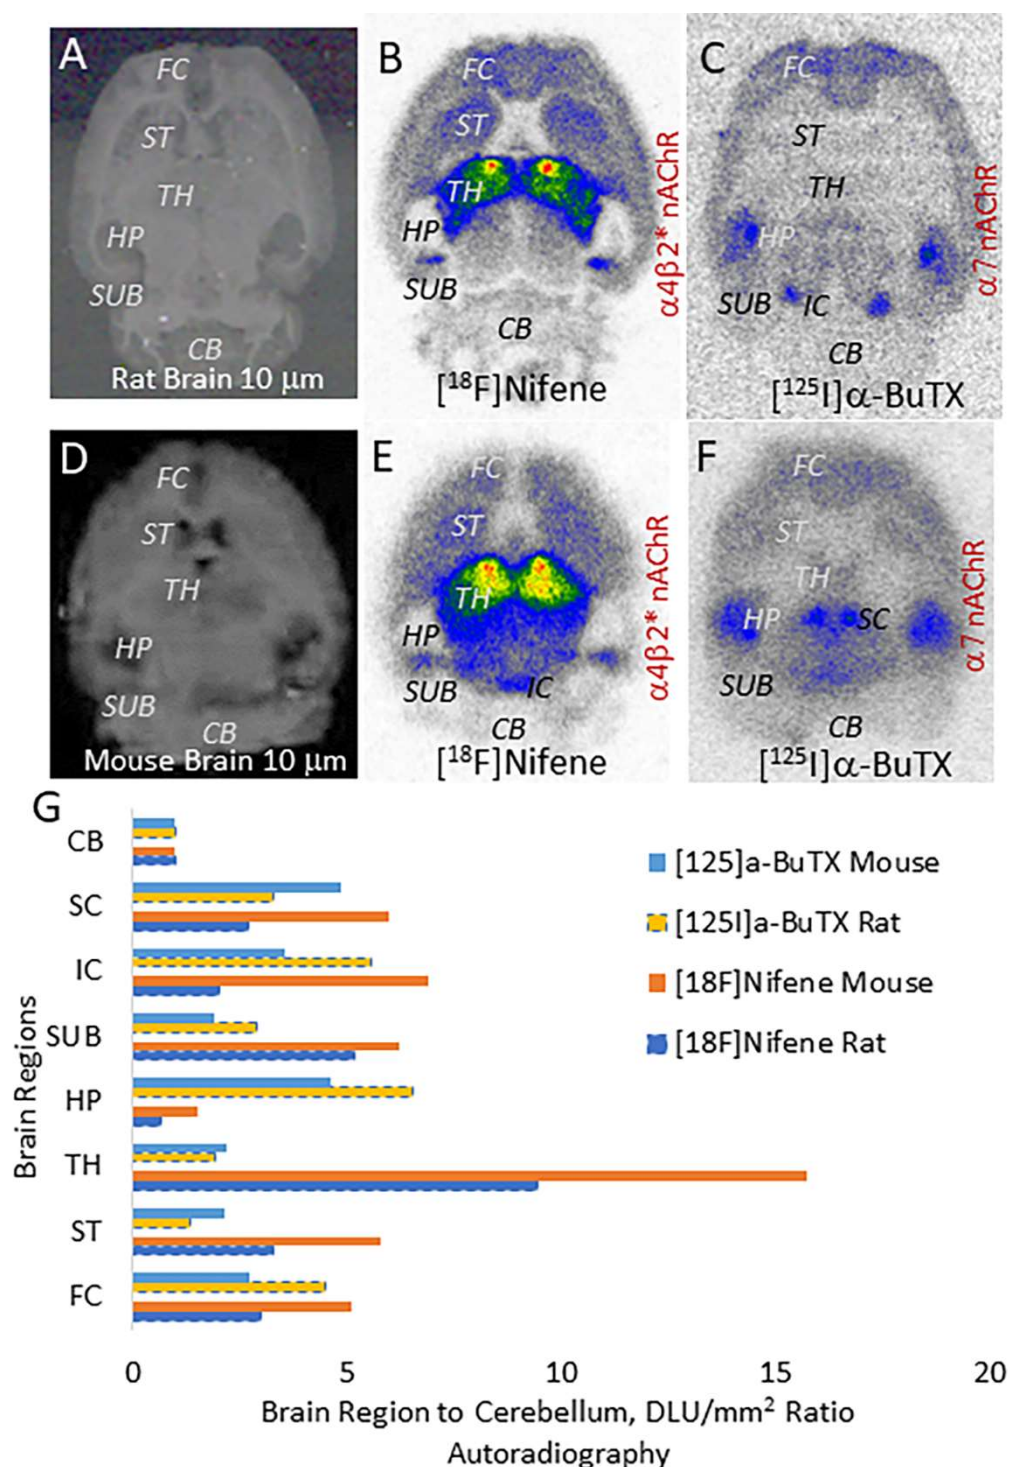 A
FC
ST
TH
HP
SUB
CB
Rat Brain 10 µm
B
FC
ST
TH
HP
SUB
CB
[¹⁸F]Nifene
α4β2* nAChR
C
FC
ST
TH
HP
SUB
IC
CB
[¹²⁵I]α-BuTX
α7 nAChR
D
FC
ST
TH
HP
SUB
CB
Mouse Brain 10 µm
E
FC
ST
TH
HP
SUB
IC
CB
[¹⁸F]Nifene
α4β2* nAChR
F
FC
ST
TH
HP
SC
SUB
CB
[¹²⁵I]α-BuTX
α7 nAChR
G
Brain Regions
CB
SC
IC
SUB
HP
TH
ST
FC
[125]a-BuTX Mouse
[125I]a-BuTX Rat
[18F]Nifene Mouse
[18F]Nifene Rat
0 5 10 15 20
Brain Region to Cerebellum, DLU/mm² Ratio
Autoradiography